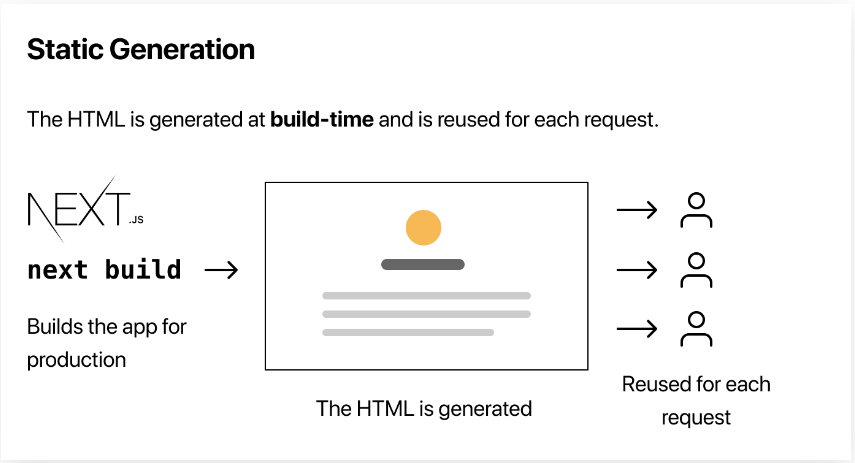 Static Generation
The HTML is generated at build-time and is reused for each request.
NEXT.JS
next build
Builds the app for
production
The HTML is generated
Reused for each
request